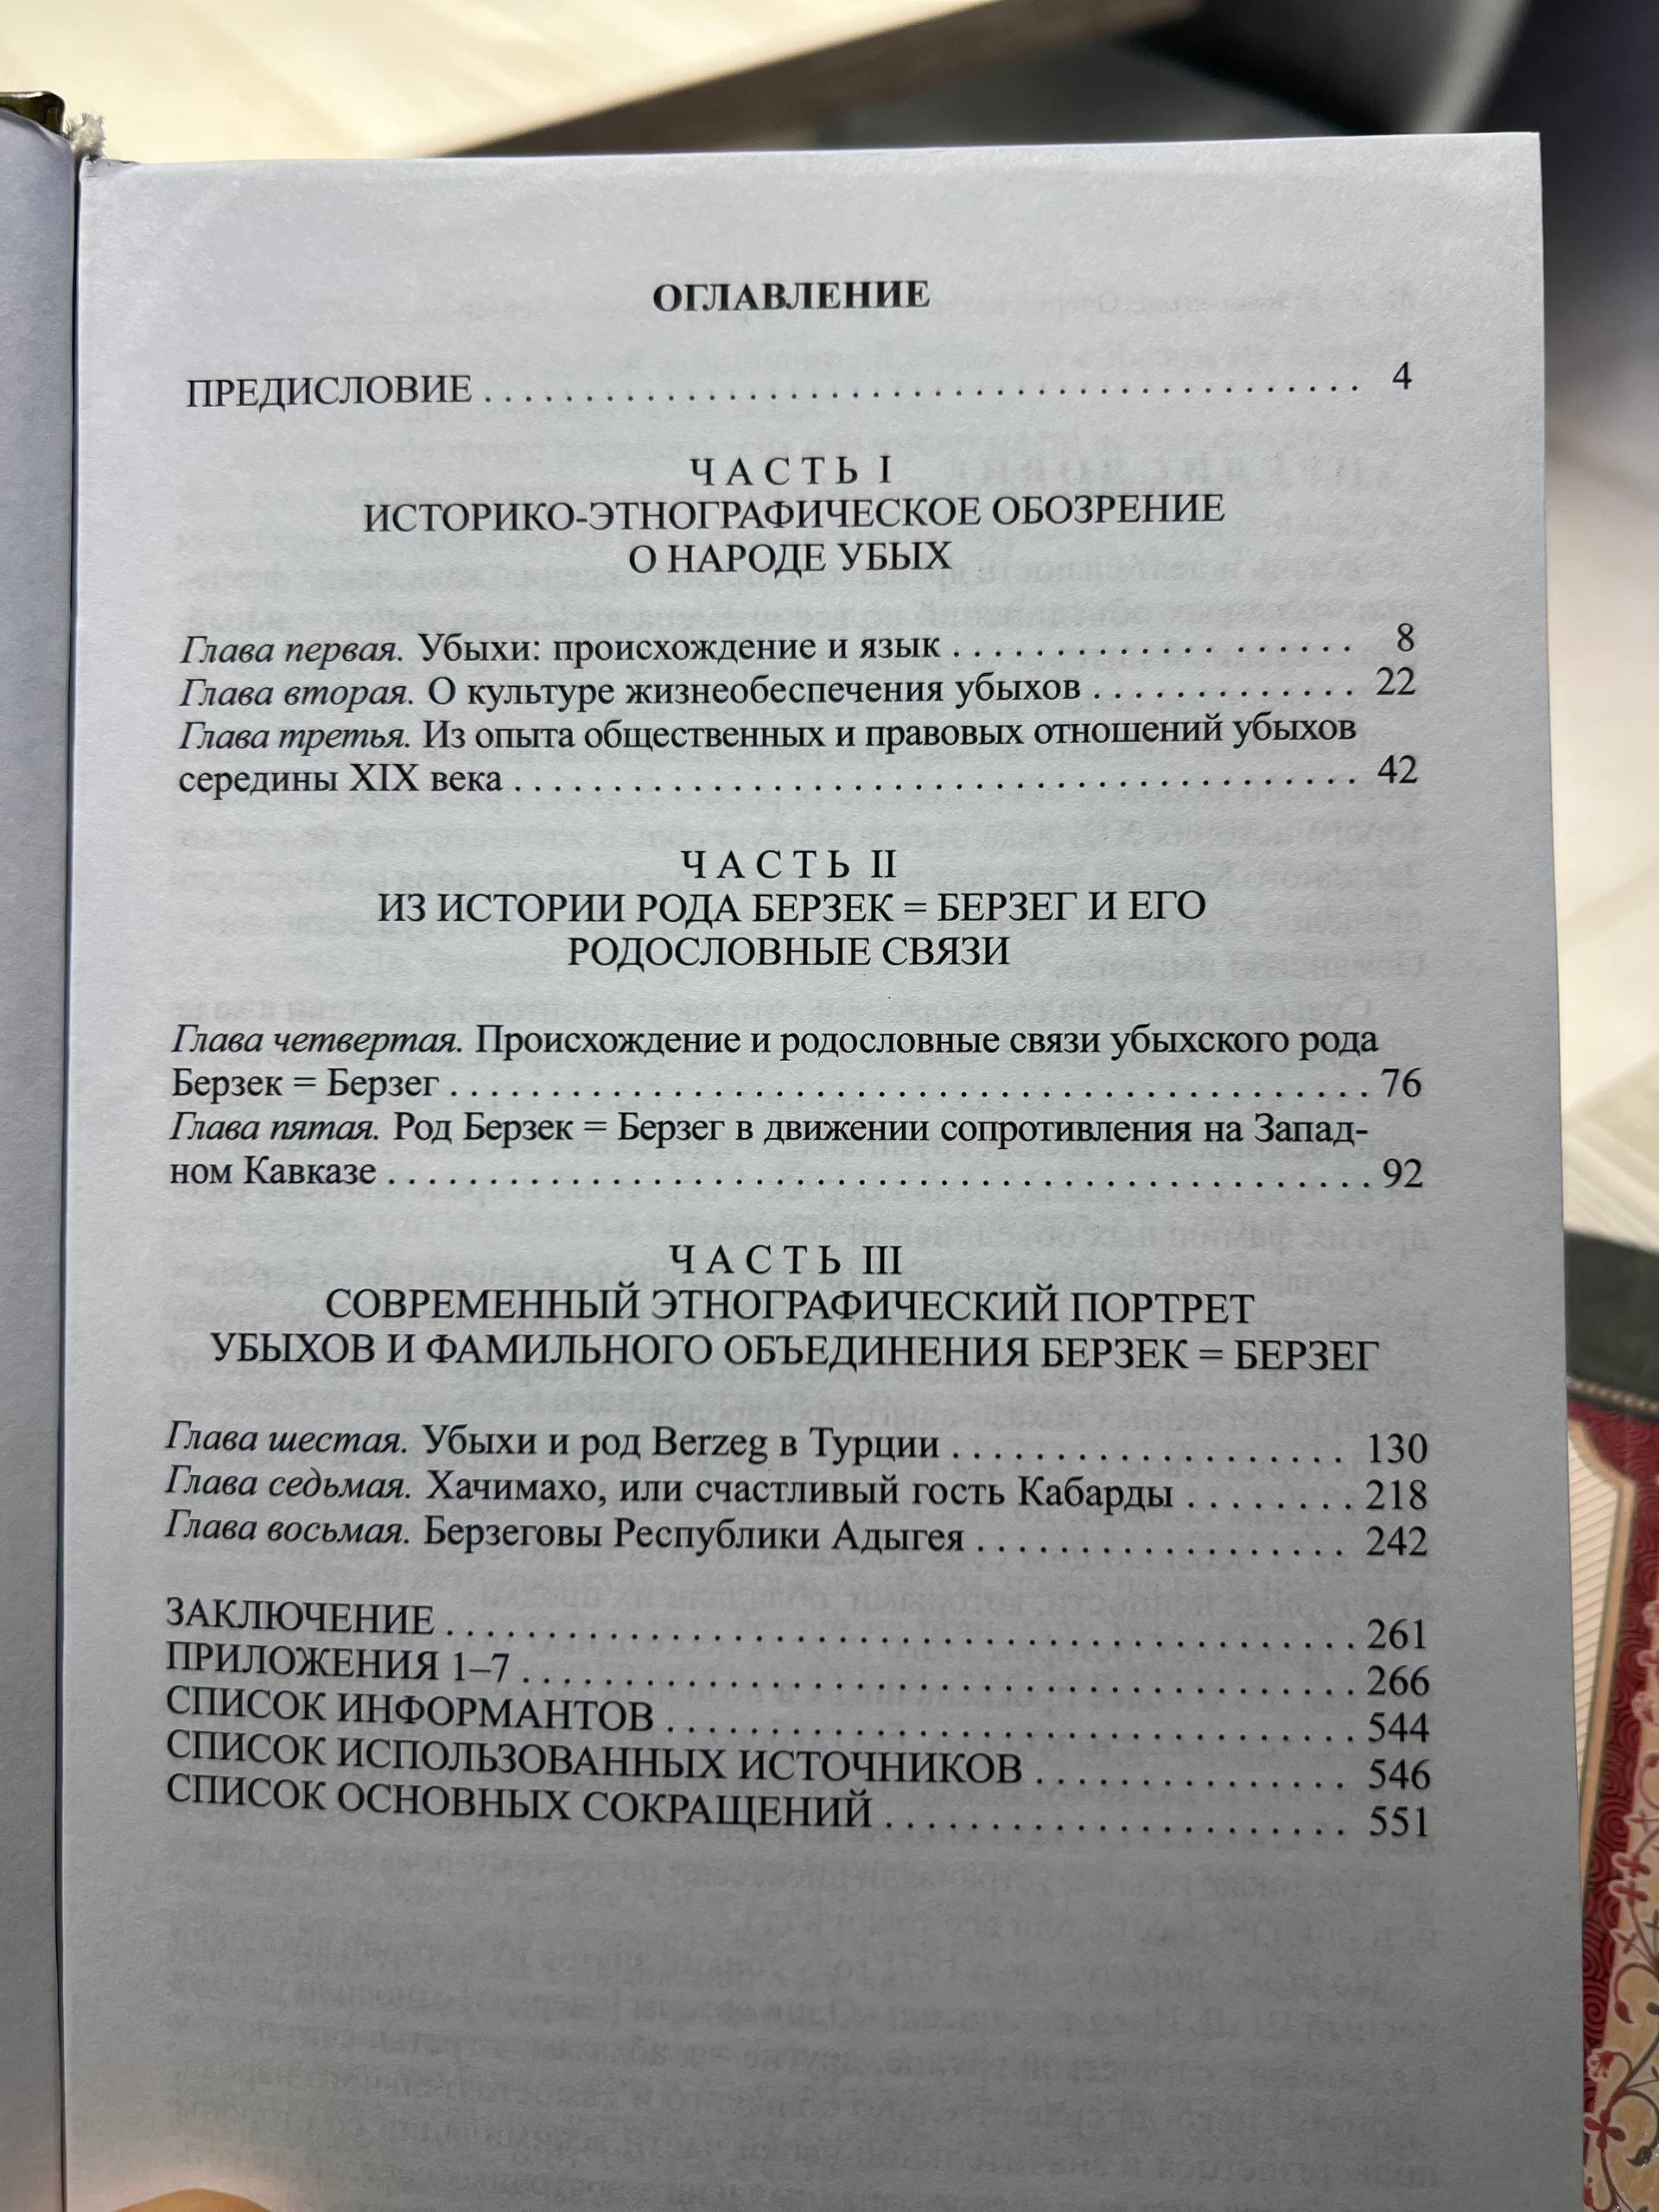 ОГЛАВЛЕНИЕ
ПРЕДИСЛОВИЕ . . . . . . . . . . . . . . . . . . . . . . . . . . . . . . . . . . . . . . . . . . . 4
ЧАСТЬ I
ИСТОРИКО-ЭТНОГРАФИЧЕСКОЕ ОБОЗРЕНИЕ
О НАРОДЕ УБЫХ
Глава первая. Убыхи: происхождение и язык . . . . . . . . . . . . . . . . . . . . 8
Глава вторая. О культуре жизнеобеспечения убыхов . . . . . . . . . . . . . 22
Глава третья. Из опыта общественных и правовых отношений убыхов
середины XIX века . . . . . . . . . . . . . . . . . . . . . . . . . . . . . . . . . . . . . . . . . 42
ЧАСТЬ II
ИЗ ИСТОРИИ РОДА БЕРЗЕК = БЕРЗЕГ И ЕГО
РОДОСЛОВНЫЕ СВЯЗИ
Глава четвертая. Происхождение и родословные связи убыхского рода
Берзек = Берзег . . . . . . . . . . . . . . . . . . . . . . . . . . . . . . . . . . . . . . . . . . . . 76
Глава пятая. Род Берзек = Берзег в движении сопротивления на Запад-
ном Кавказе . . . . . . . . . . . . . . . . . . . . . . . . . . . . . . . . . . . . . . . . . . . . . . . 92
ЧАСТЬ III
СОВРЕМЕННЫЙ ЭТНОГРАФИЧЕСКИЙ ПОРТРЕТ
УБЫХОВ И ФАМИЛЬНОГО ОБЪЕДИНЕНИЯ БЕРЗЕК = БЕРЗЕГ
Глава шестая. Убыхи и род Berzeg в Турции . . . . . . . . . . . . . . . . . . . 130
Глава седьмая. Хачимахо, или счастливый гость Кабарды . . . . . . . . 218
Глава восьмая. Берзеговы Республики Адыгея . . . . . . . . . . . . . . . . . . 242
ЗАКЛЮЧЕНИЕ . . . . . . . . . . . . . . . . . . . . . . . . . . . . . . . . . . . . . . . . . . . . 261
ПРИЛОЖЕНИЯ 1–7 . . . . . . . . . . . . . . . . . . . . . . . . . . . . . . . . . . . . . . . . 266
СПИСОК ИНФОРМАНТОВ . . . . . . . . . . . . . . . . . . . . . . . . . . . . . . . . . 544
СПИСОК ИСПОЛЬЗОВАННЫХ ИСТОЧНИКОВ . . . . . . . . . . . . . . . 546
СПИСОК ОСНОВНЫХ СОКРАЩЕНИЙ . . . . . . . . . . . . . . . . . . . . . . 551